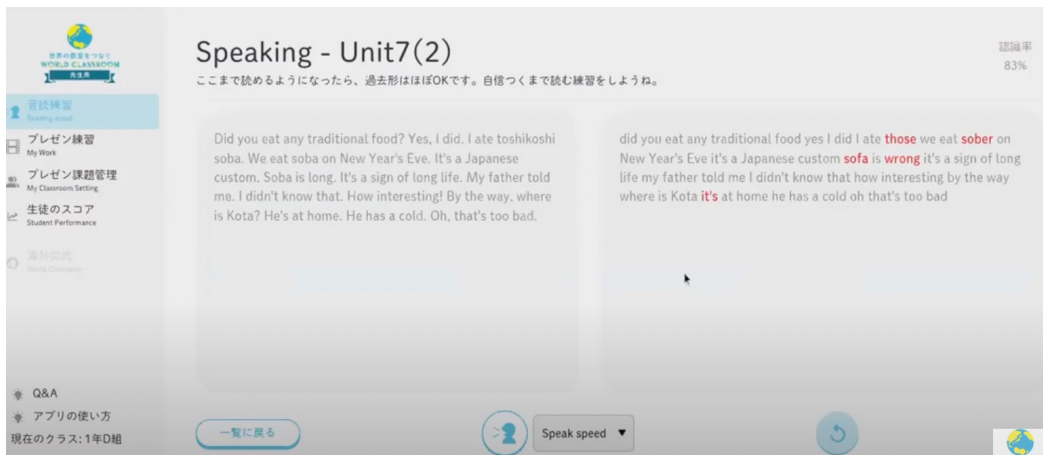 世界の教室をつなぐ
WORLD CLASSROOM
先生用
音読練習
Reading Aloud
プレゼン練習
My Work
プレゼン課題管理
My Classroom Setting
生徒のスコア
Student Performance
海外交流
World Classroom
Q&A
アプリの使い方
現在のクラス: 1年D組
Speaking - Unit7(2)
ここまで読めるようになったら、過去形はほぼOKです。自信つくまで読む練習をしようね。
認識率
83%
Did you eat any traditional food? Yes, I did. I ate toshikoshi
soba. We eat soba on New Year's Eve. It's a Japanese
custom. Soba is long. It's a sign of long life. My father told
me. I didn't know that. How interesting! By the way, where
is Kota? He's at home. He has a cold. Oh, that's too bad.
did you eat any traditional food yes I did I ate those we eat sober on
New Year's Eve it's a Japanese custom sofa is wrong it's a sign of long
life my father told me I didn't know that how interesting by the way
where is Kota it's at home he has a cold oh that's too bad
一覧に戻る
Speak speed